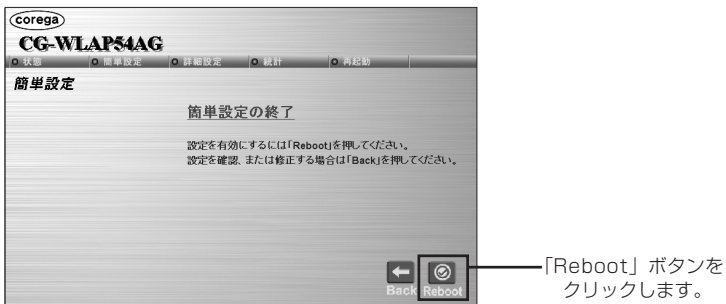 corega
CG-WLAP54AG
状態 簡単設定 詳細設定 統計 再起動
簡単設定
簡単設定の終了
設定を有効にするには「Reboot」を押してください。
設定を確認、または修正する場合は「Back」を押してください。
Back Reboot
「Reboot」ボタンを
クリックします。